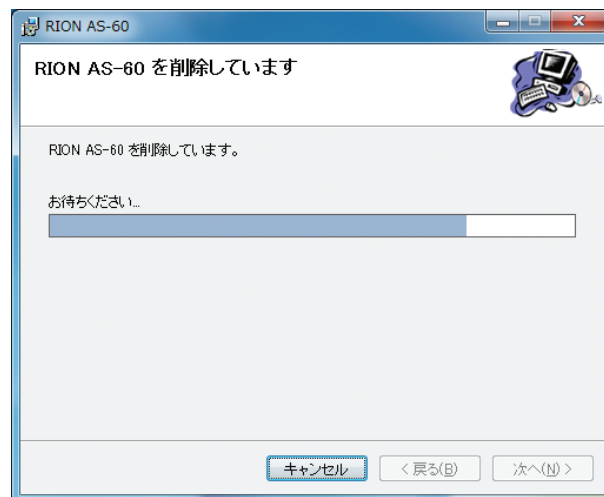 RION AS-60
RION AS-60 を削除しています
RION AS-60 を削除しています。
お待ちください...
キャンセル
< 戻る(B)
次へ(N) >